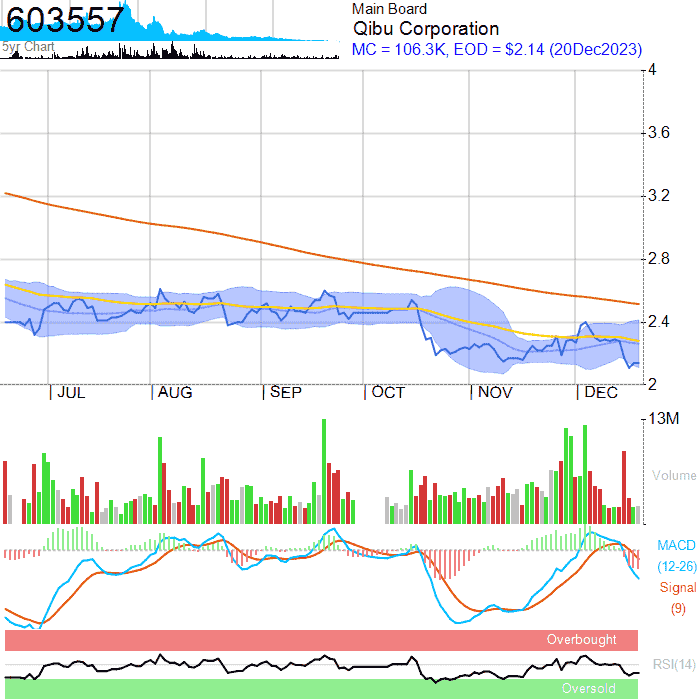 603557
5yr Chart
Main Board
Qibu Corporation
MC = 106.3K, EOD = $2.14 (20Dec2023)
4
3.6
3.2
2.8
2.4
2
JUL AUG SEP OCT NOV DEC
13M
Volume
MACD
(12-26)
Signal
(9)
Overbought
RSI(14)
Oversold